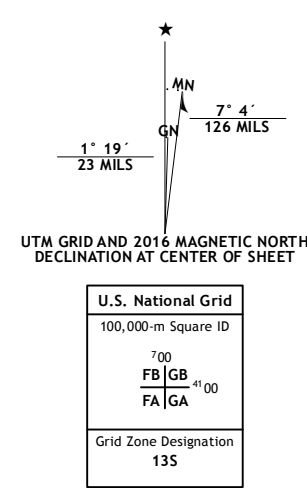 ★
MN
7° 4´
126 MILS
GN
1° 19´
23 MILS
UTM GRID AND 2016 MAGNETIC NORTH
DECLINATION AT CENTER OF SHEET
U.S. National Grid
100,000-m Square ID
700
FB GB
4100
FA GA
Grid Zone Designation
13S